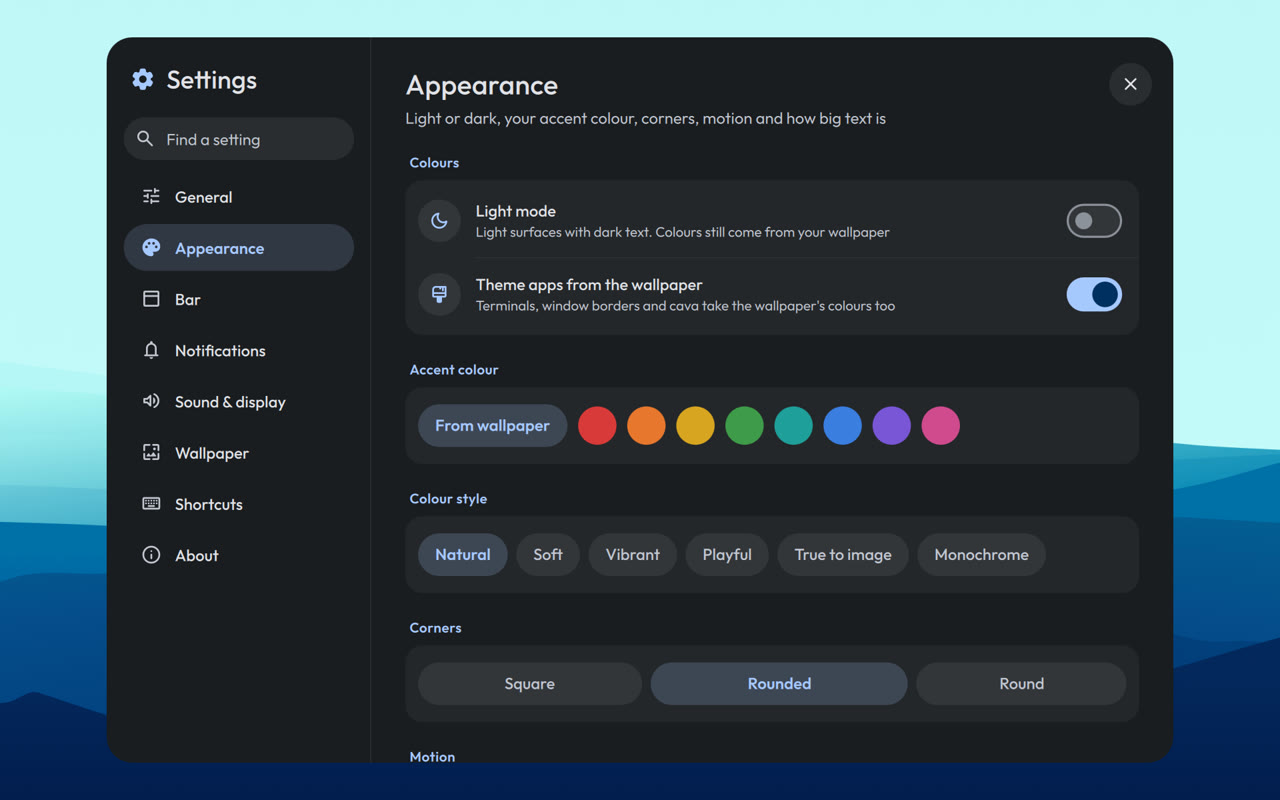 Settings
Find a setting
General
Appearance
Bar
Notifications
Sound & display
Wallpaper
Shortcuts
About
Appearance
Light or dark, your accent colour, corners, motion and how big text is
Colours
Light mode
Light surfaces with dark text. Colours still come from your wallpaper
Theme apps from the wallpaper
Terminals, window borders and cava take the wallpaper's colours too
Accent colour
From wallpaper
Colour style
Natural Soft Vibrant Playful True to image Monochrome
Corners
Square Rounded Round
Motion